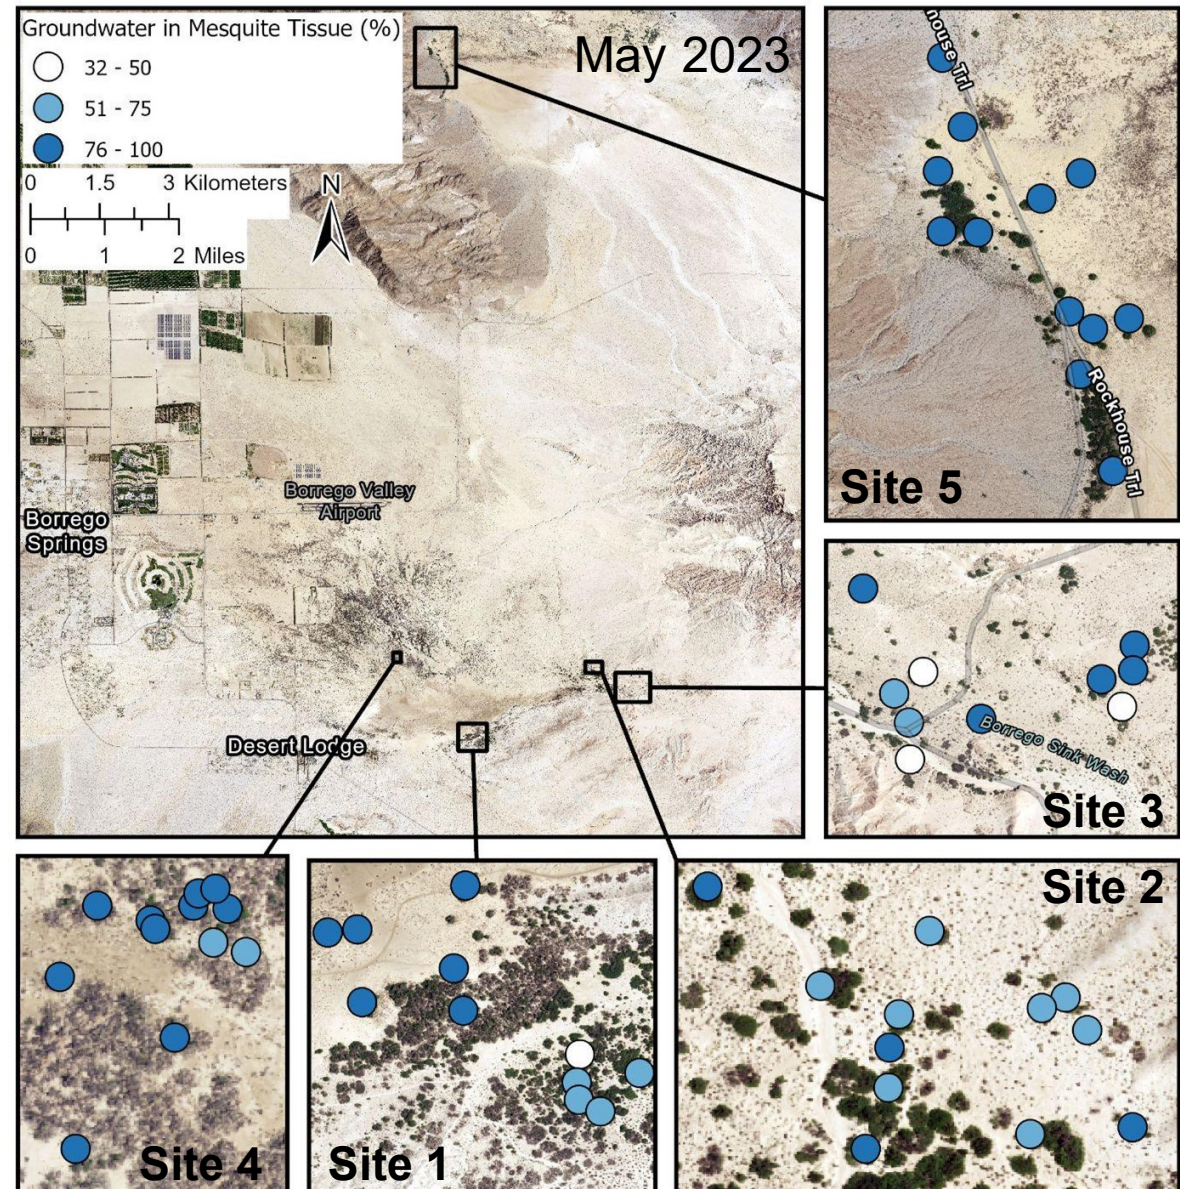 Groundwater in Mesquite Tissue (%)
32 - 50
51 - 75
76 - 100
May 2023
0 1.5 3 Kilometers
0 1 2 Miles
N
Borrego Valley
Airport
Borrego
Springs
Desert Lodge
house Trl
Rockhouse Trl
Site 5
Borrego Sink Wash
Site 3
Site 4
Site 1
Site 2